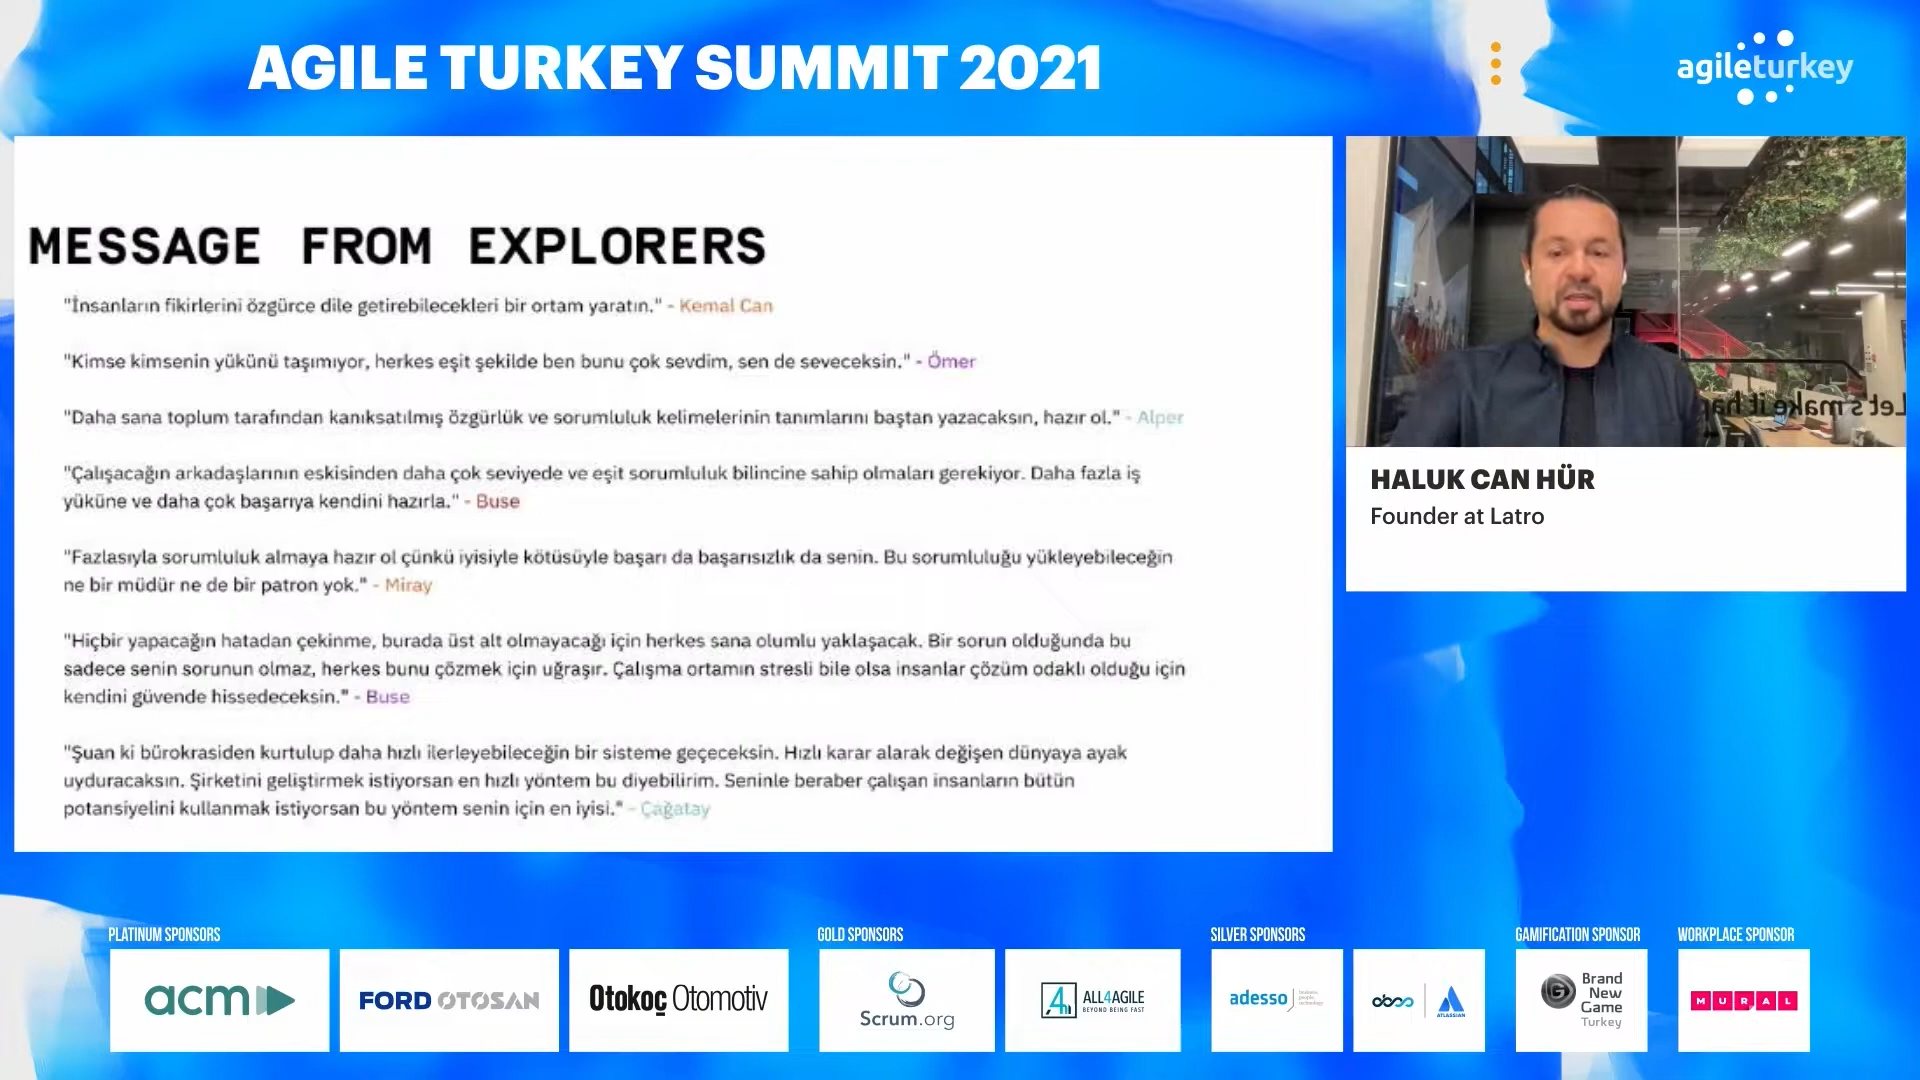 AGILE TURKEY SUMMIT 2021
agileturkey
MESSAGE FROM EXPLORERS
"İnsanların fikirlerini özgürce dile getirebilecekleri bir ortam yaratın." - Kemal Can
"Kimse kimsenin yükünü taşımıyor, herkes eşit şekilde ben bunu çok sevdim, sen de seveceksin." - Ömer
"Daha sana toplum tarafından kanıksatılmış özgürlük ve sorumluluk kelimelerinin tanımlarını baştan yazacaksın, hazır ol." - Alper
"Çalışacağın arkadaşlarının eskisinden daha çok seviyede ve eşit sorumluluk bilincine sahip olmaları gerekiyor. Daha fazla iş
yüküne ve daha çok başarıya kendini hazırla." - Buse
"Fazlasıyla sorumluluk almaya hazır ol çünkü iyisiyle kötüsüyle başarı da başarısızlık da senin. Bu sorumluluğu yükleyebileceğin
ne bir müdür ne de bir patron yok." - Miray
"Hiçbir yapacağın hatadan çekinme, burada üst alt olmayacağı için herkes sana olumlu yaklaşacak. Bir sorun olduğunda bu
sadece senin sorunun olmaz, herkes bunu çözmek için uğraşır. Çalışma ortamın stresli bile olsa insanlar çözüm odaklı olduğu için
kendini güvende hissedeceksin." - Buse
"Şuan ki bürokrasiden kurtulup daha hızlı ilerleyebileceğin bir sisteme geçeceksin. Hızlı karar alarak değişen dünyaya ayak
uyduracaksın. Şirketini geliştirmek istiyorsan en hızlı yöntem bu diyebilirim. Seninle beraber çalışan insanların bütün
potansiyelini kullanmak istiyorsan bu yöntem senin için en iyisi." - Çağatay
Let's make it
HALUK CAN HÜR
Founder at Latro
PLATINUM SPONSORS
acm
FORD OTOSAN
Otokoç Otomotiv
GOLD SPONSORS
Scrum.org
ALL4AGILE
BEYOND BEING FAST
SILVER SPONSORS
adesso
obss
ATLASSIAN
GAMIFICATION SPONSOR
Brand
New
Game
Turkey
WORKPLACE SPONSOR
MURAL